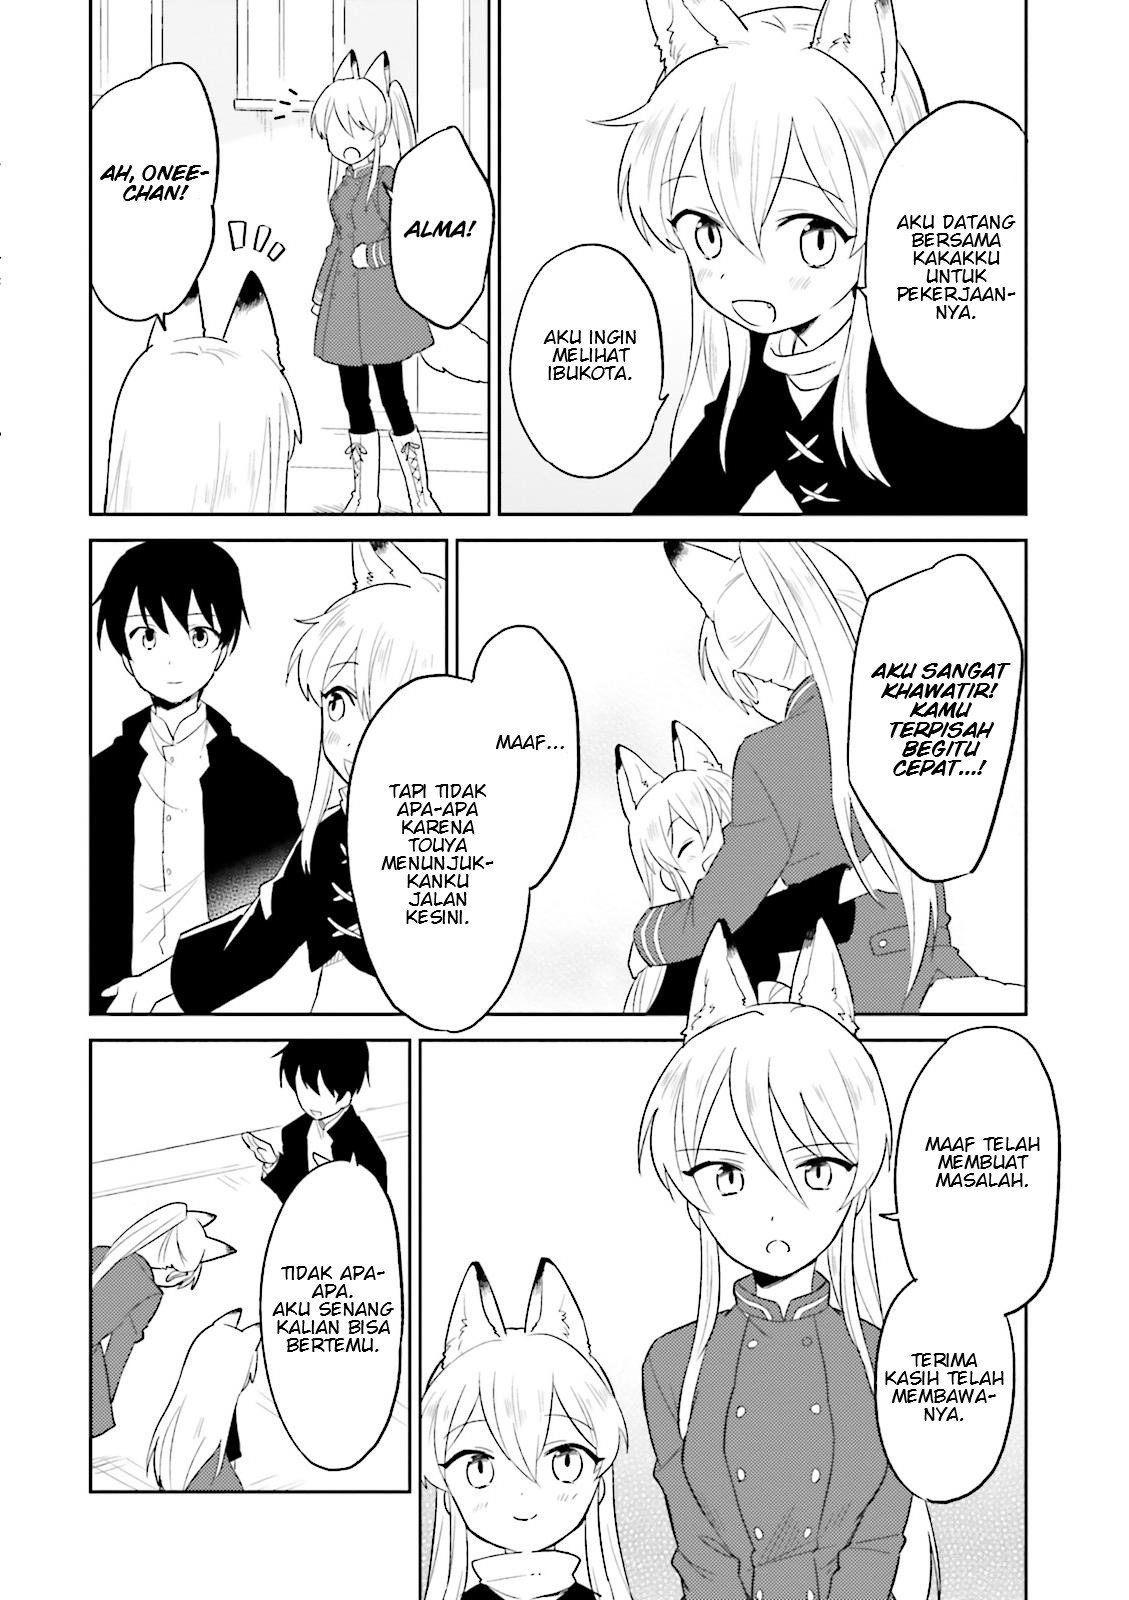 AKU DATANG
BERSAMA
KAKAKKU
UNTUK
PEKERJAAN-
NYA.
AKU INGIN
MELIHAT
IBUKOTA.
ALMA!
AH, ONEE-
CHAN!
AKU SANGAT
KHAWATIR!
KAMU
TERPISAH
BEGITU
CEPAT...!
MAAF...
TAPI TIDAK
APA-APA
KARENA
TOUYA
MENUNJUK-
KANKU
JALAN
KESINI.
MAAF TELAH
MEMBUAT
MASALAH.
TERIMA
KASIH TELAH
MEMBAWA-
NYA.
TIDAK APA-
APA.
AKU SENANG
KALIAN BISA
BERTEMU.